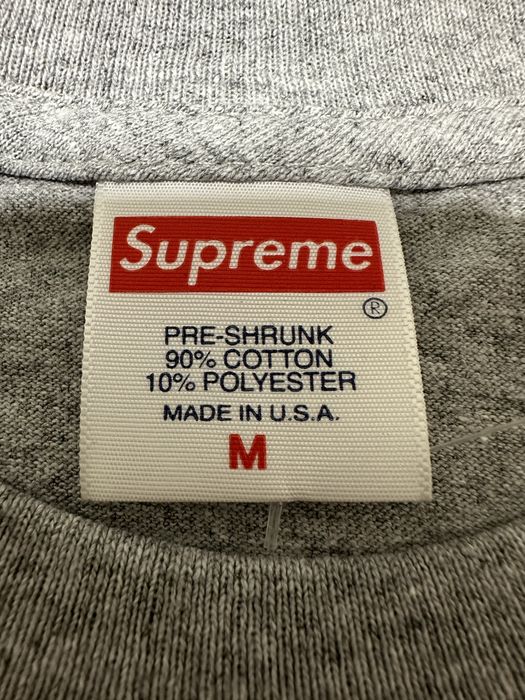 Supreme
®
PRE-SHRUNK
90% COTTON
10% POLYESTER
MADE IN U.S.A.
M